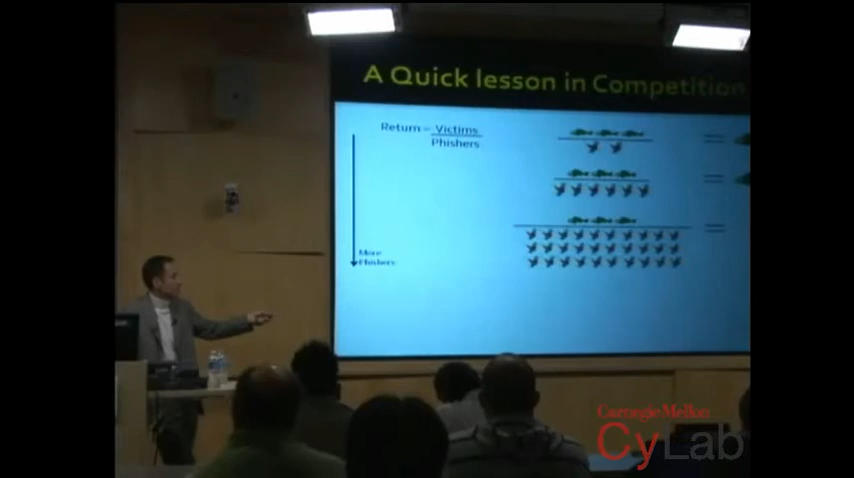 A Quick lesson in Competition
Return = Victims
Phishers
More
Phishers
Carnegie Mellon
CyLab